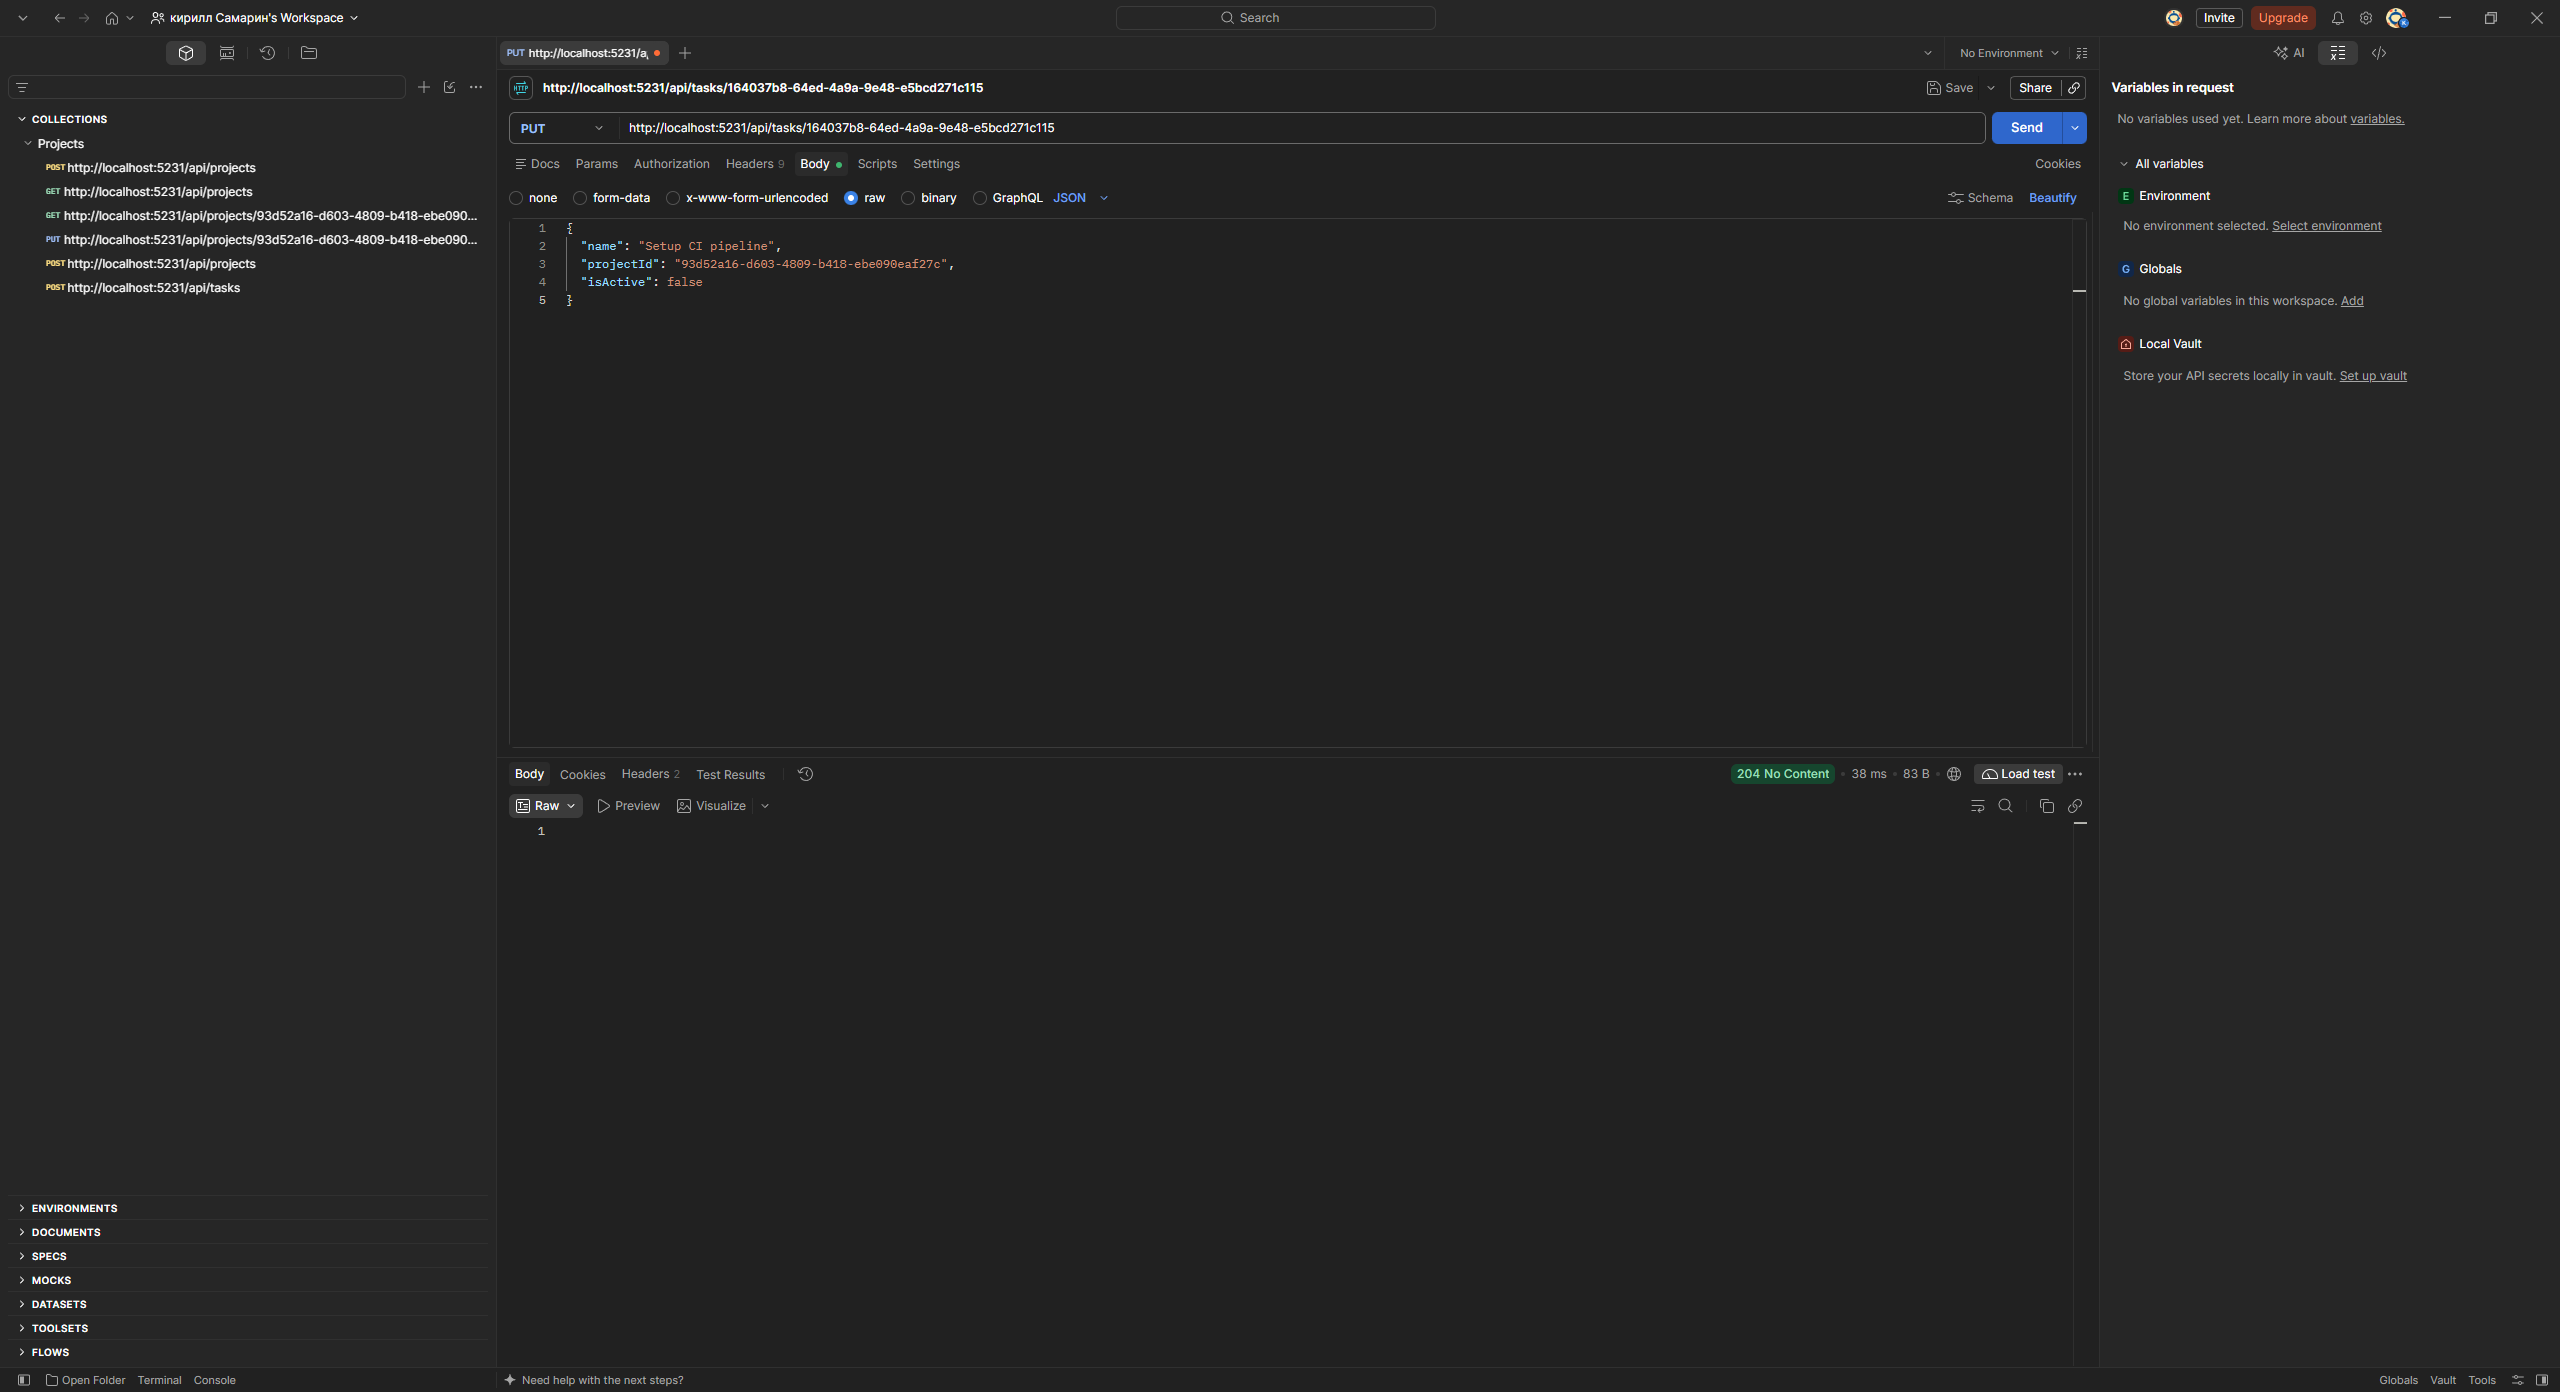 кирилл Самарин's Workspace
Search
Invite
Upgrade
PUT http://localhost:5231/a
No Environment
AI
HTTP http://localhost:5231/api/tasks/164037b8-64ed-4a9a-9e48-e5bcd271c115
Save
Share
Variables in request
COLLECTIONS
PUT
http://localhost:5231/api/tasks/164037b8-64ed-4a9a-9e48-e5bcd271c115
Send
No variables used yet. Learn more about variables.
Projects
POST http://localhost:5231/api/projects
GET http://localhost:5231/api/projects
GET http://localhost:5231/api/projects/93d52a16-d603-4809-b418-ebe090...
PUT http://localhost:5231/api/projects/93d52a16-d603-4809-b418-ebe090...
POST http://localhost:5231/api/projects
POST http://localhost:5231/api/tasks
Docs Params Authorization Headers 9 Body Scripts Settings Cookies
none form-data x-www-form-urlencoded raw binary GraphQL JSON Schema Beautify
1 {
2 "name": "Setup CI pipeline",
3 "projectId": "93d52a16-d603-4809-b418-ebe090eaf27c",
4 "isActive": false
5 }
All variables
E Environment
No environment selected. Select environment
G Globals
No global variables in this workspace. Add
Local Vault
Store your API secrets locally in vault. Set up vault
Body Cookies Headers 2 Test Results
204 No Content • 38 ms • 83 B
Load test
Raw Preview Visualize
1
ENVIRONMENTS
DOCUMENTS
SPECS
MOCKS
DATASETS
TOOLSETS
FLOWS
Open Folder Terminal Console
Need help with the next steps?
Globals Vault Tools